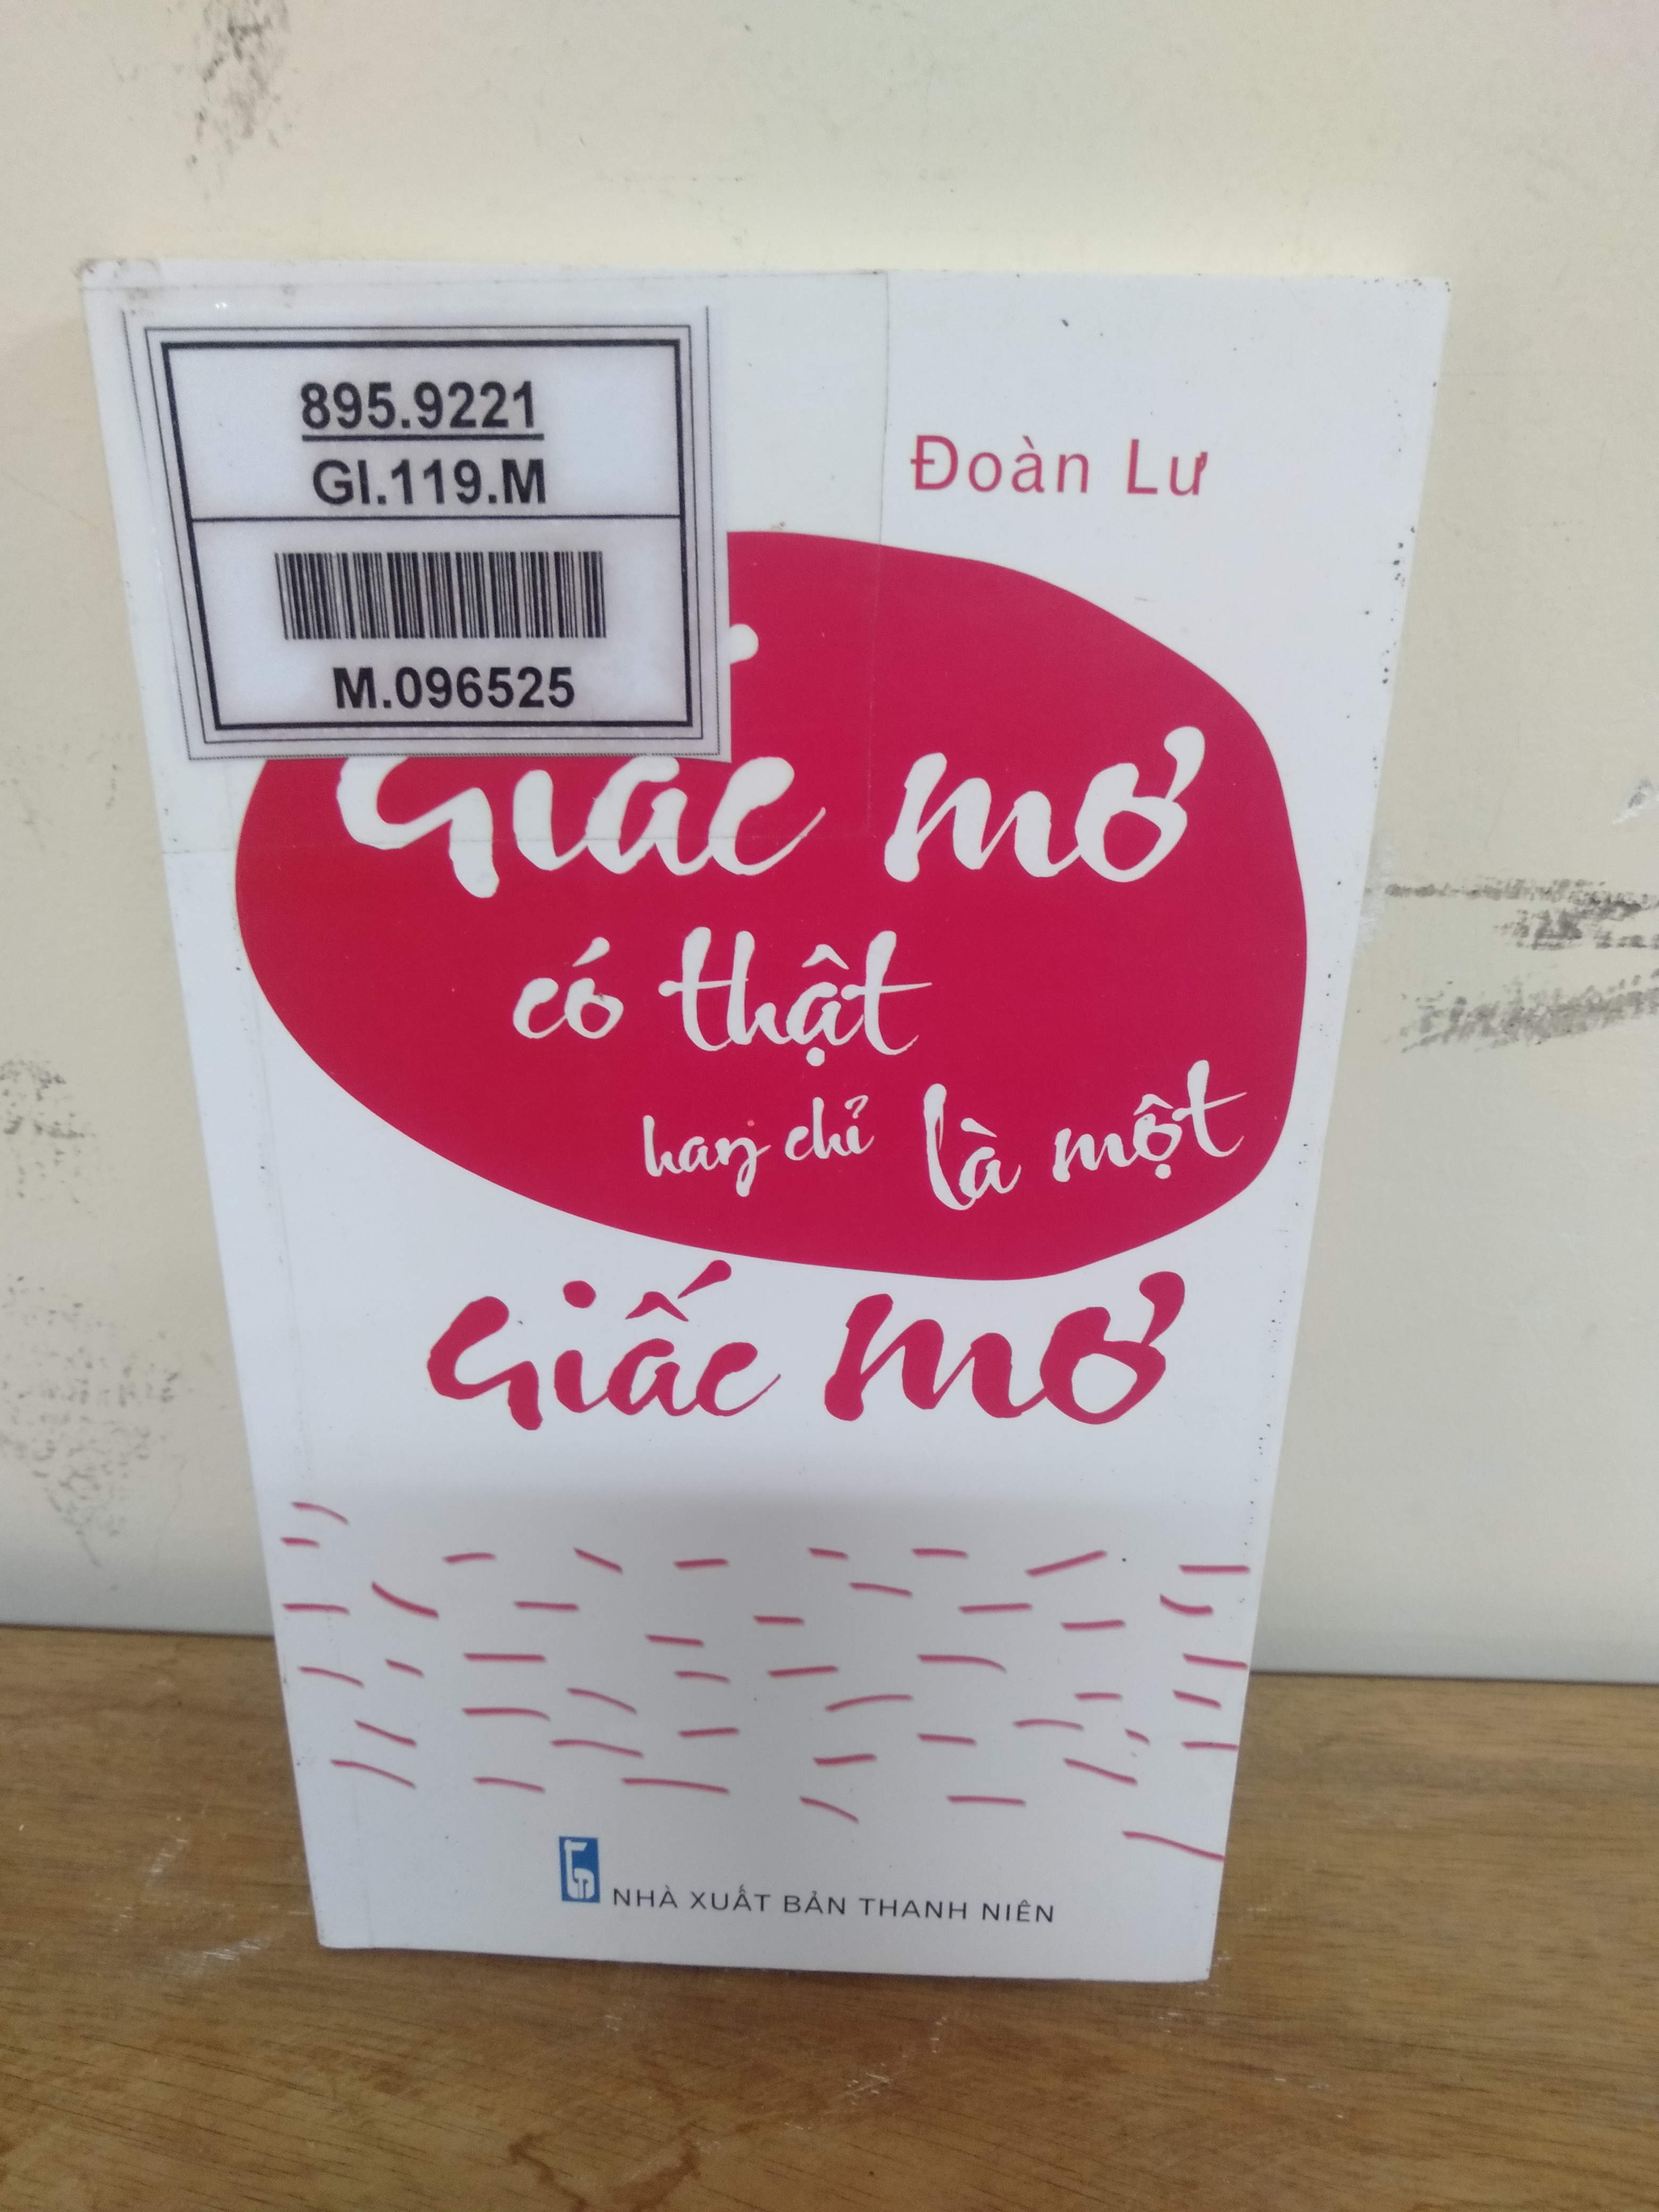 895.9221
GI.119.M
M.096525
Đoàn Lư
Giấc mơ
có thật
hay chỉ là một
Giấc mơ
NHÀ XUẤT BẢN THANH NIÊN